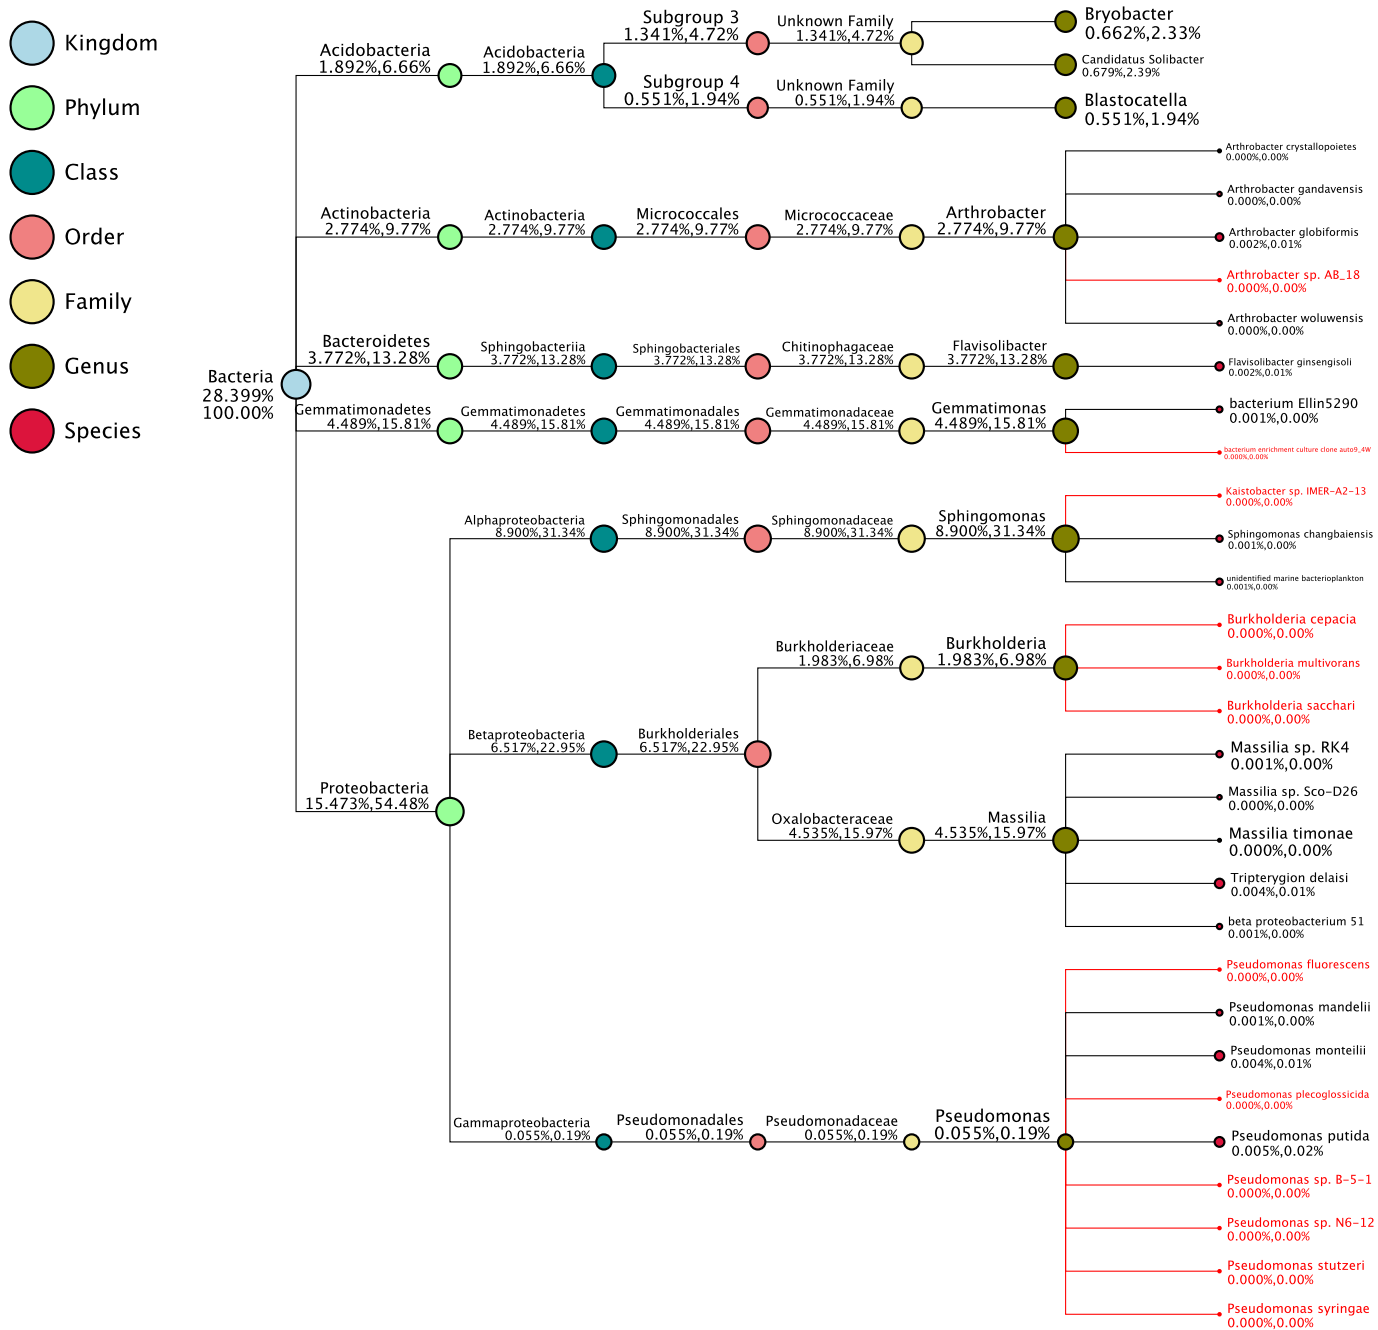 Kingdom
Phylum
Class
Order
Family
Genus
Species
Bacteria
28.399%
100.00%
Acidobacteria
1.892%,6.66%
Acidobacteria
1.892%,6.66%
Subgroup 3
1.341%,4.72%
Unknown Family
1.341%,4.72%
Bryobacter
0.662%,2.33%
Candidatus Solibacter
0.679%,2.39%
Subgroup 4
0.551%,1.94%
Unknown Family
0.551%,1.94%
Blastocatella
0.551%,1.94%
Actinobacteria
2.774%,9.77%
Actinobacteria
2.774%,9.77%
Micrococcales
2.774%,9.77%
Micrococcaceae
2.774%,9.77%
Arthrobacter
2.774%,9.77%
Arthrobacter crystallopoietes
0.000%,0.00%
Arthrobacter gandavensis
0.000%,0.00%
Arthrobacter globiformis
0.002%,0.01%
Arthrobacter sp. AB_18
0.000%,0.00%
Arthrobacter woluwensis
0.000%,0.00%
Bacteroidetes
3.772%,13.28%
Sphingobacteriia
3.772%,13.28%
Sphingobacteriales
3.772%,13.28%
Chitinophagaceae
3.772%,13.28%
Flavisolibacter
3.772%,13.28%
Flavisolibacter ginsengisoli
0.002%,0.01%
Gemmatimonadetes
4.489%,15.81%
Gemmatimonadetes
4.489%,15.81%
Gemmatimonadales
4.489%,15.81%
Gemmatimonadaceae
4.489%,15.81%
Gemmatimonas
4.489%,15.81%
bacterium Ellin5290
0.001%,0.00%
bacterium enrichment culture clone auto9_4W
0.000%,0.00%
Proteobacteria
15.473%,54.48%
Alphaproteobacteria
8.900%,31.34%
Sphingomonadales
8.900%,31.34%
Sphingomonadaceae
8.900%,31.34%
Sphingomonas
8.900%,31.34%
Kaistobacter sp. IMER-A2-13
0.000%,0.00%
Sphingomonas changbaiensis
0.001%,0.00%
unidentified marine bacterioplankton
0.001%,0.00%
Betaproteobacteria
6.517%,22.95%
Burkholderiales
6.517%,22.95%
Burkholderiaceae
1.983%,6.98%
Burkholderia
1.983%,6.98%
Burkholderia cepacia
0.000%,0.00%
Burkholderia multivorans
0.000%,0.00%
Burkholderia sacchari
0.000%,0.00%
Oxalobacteraceae
4.535%,15.97%
Massilia
4.535%,15.97%
Massilia sp. RK4
0.001%,0.00%
Massilia sp. Sco-D26
0.000%,0.00%
Massilia timonae
0.000%,0.00%
Tripterygion delaisi
0.004%,0.01%
beta proteobacterium 51
0.001%,0.00%
Gammaproteobacteria
0.055%,0.19%
Pseudomonadales
0.055%,0.19%
Pseudomonadaceae
0.055%,0.19%
Pseudomonas
0.055%,0.19%
Pseudomonas fluorescens
0.000%,0.00%
Pseudomonas mandelii
0.001%,0.00%
Pseudomonas monteilii
0.004%,0.01%
Pseudomonas plecoglossicida
0.000%,0.00%
Pseudomonas putida
0.005%,0.02%
Pseudomonas sp. B-5-1
0.000%,0.00%
Pseudomonas sp. N6-12
0.000%,0.00%
Pseudomonas stutzeri
0.000%,0.00%
Pseudomonas syringae
0.000%,0.00%